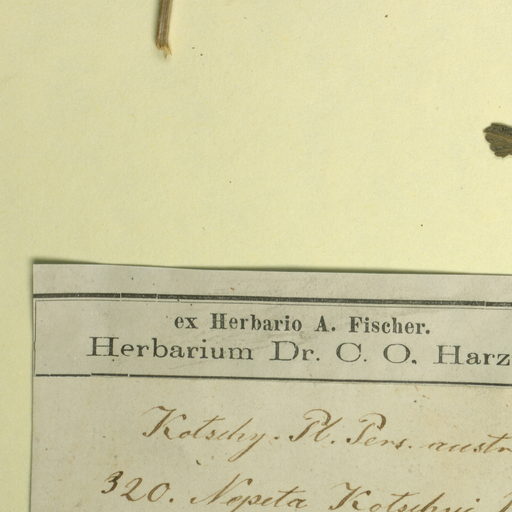 ex Herbario A. Fischer.
Herbarium Dr. C. O. Harz
Kotschy. Pl. Pers. austr
320. Nepeta Kotschyi